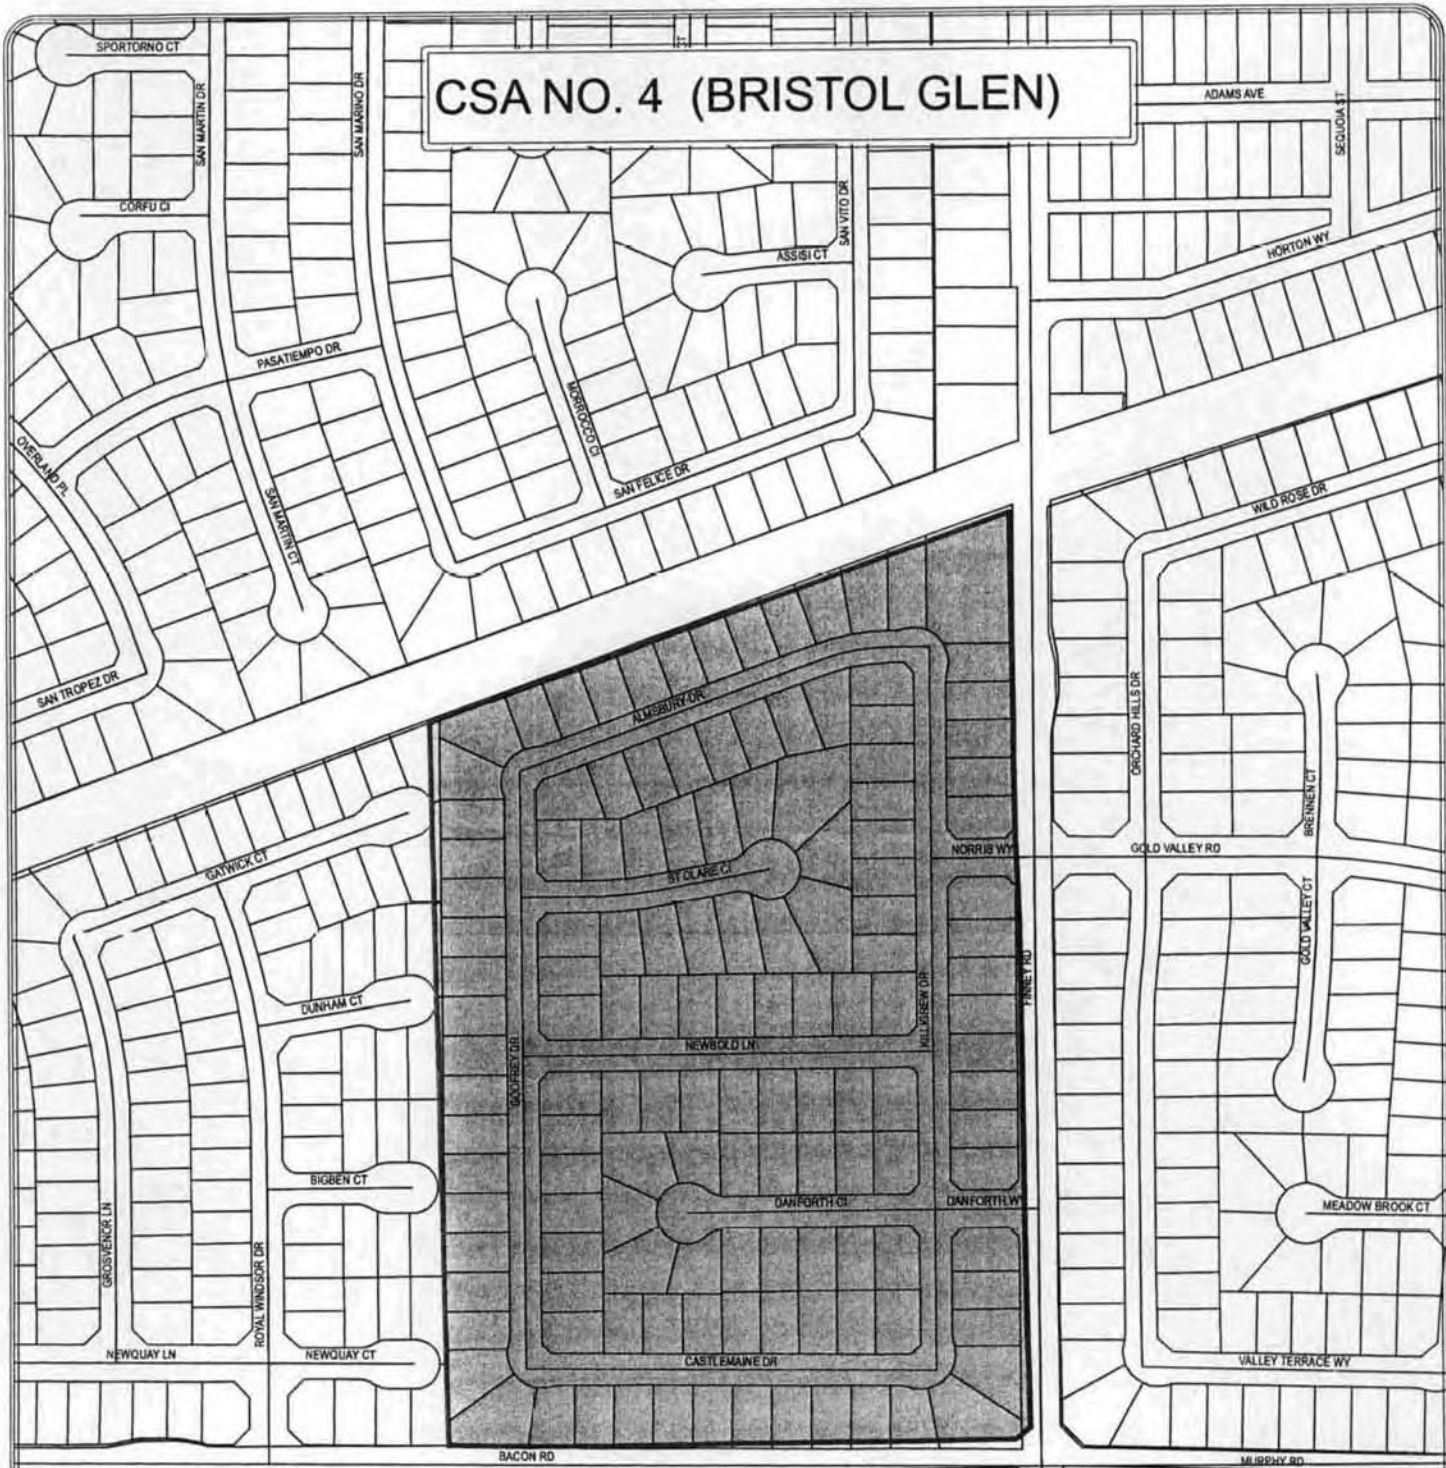 SPORTORNO CT
SAN MARTIN DR
SAN MARINO DR
CT
CSA NO. 4 (BRISTOL GLEN)
ADAMS AVE
SEQUOIA ST
CORFU CI
SAN VITO DR
ASSISI CT
HORTON WY
PASATIEMPO DR
MORROCCO CI
OVERLAND PL
SAN FELICE DR
SAN MARTIN CT
WILD ROSE DR
SAN TROPEZ DR
ALMSBURY DR
ORCHARD HILLS DR
BRENNEN CT
GATWICK CT
ST CLARE CI
NORRIS WY
GOLD VALLEY RD
GOLD VALLEY CT
DUNHAM CT
FINNEY RD
KILLIGREW DR
NEWBOLD LN
GODFREY DR
BIGBEN CT
DANFORTH CI
DANFORTH WY
MEADOW BROOK CT
GROSVENOR LN
ROYAL WINDSOR DR
NEWQUAY LN
NEWQUAY CT
CASTLEMAINE DR
VALLEY TERRACE WY
BACON RD
MURPHY RD